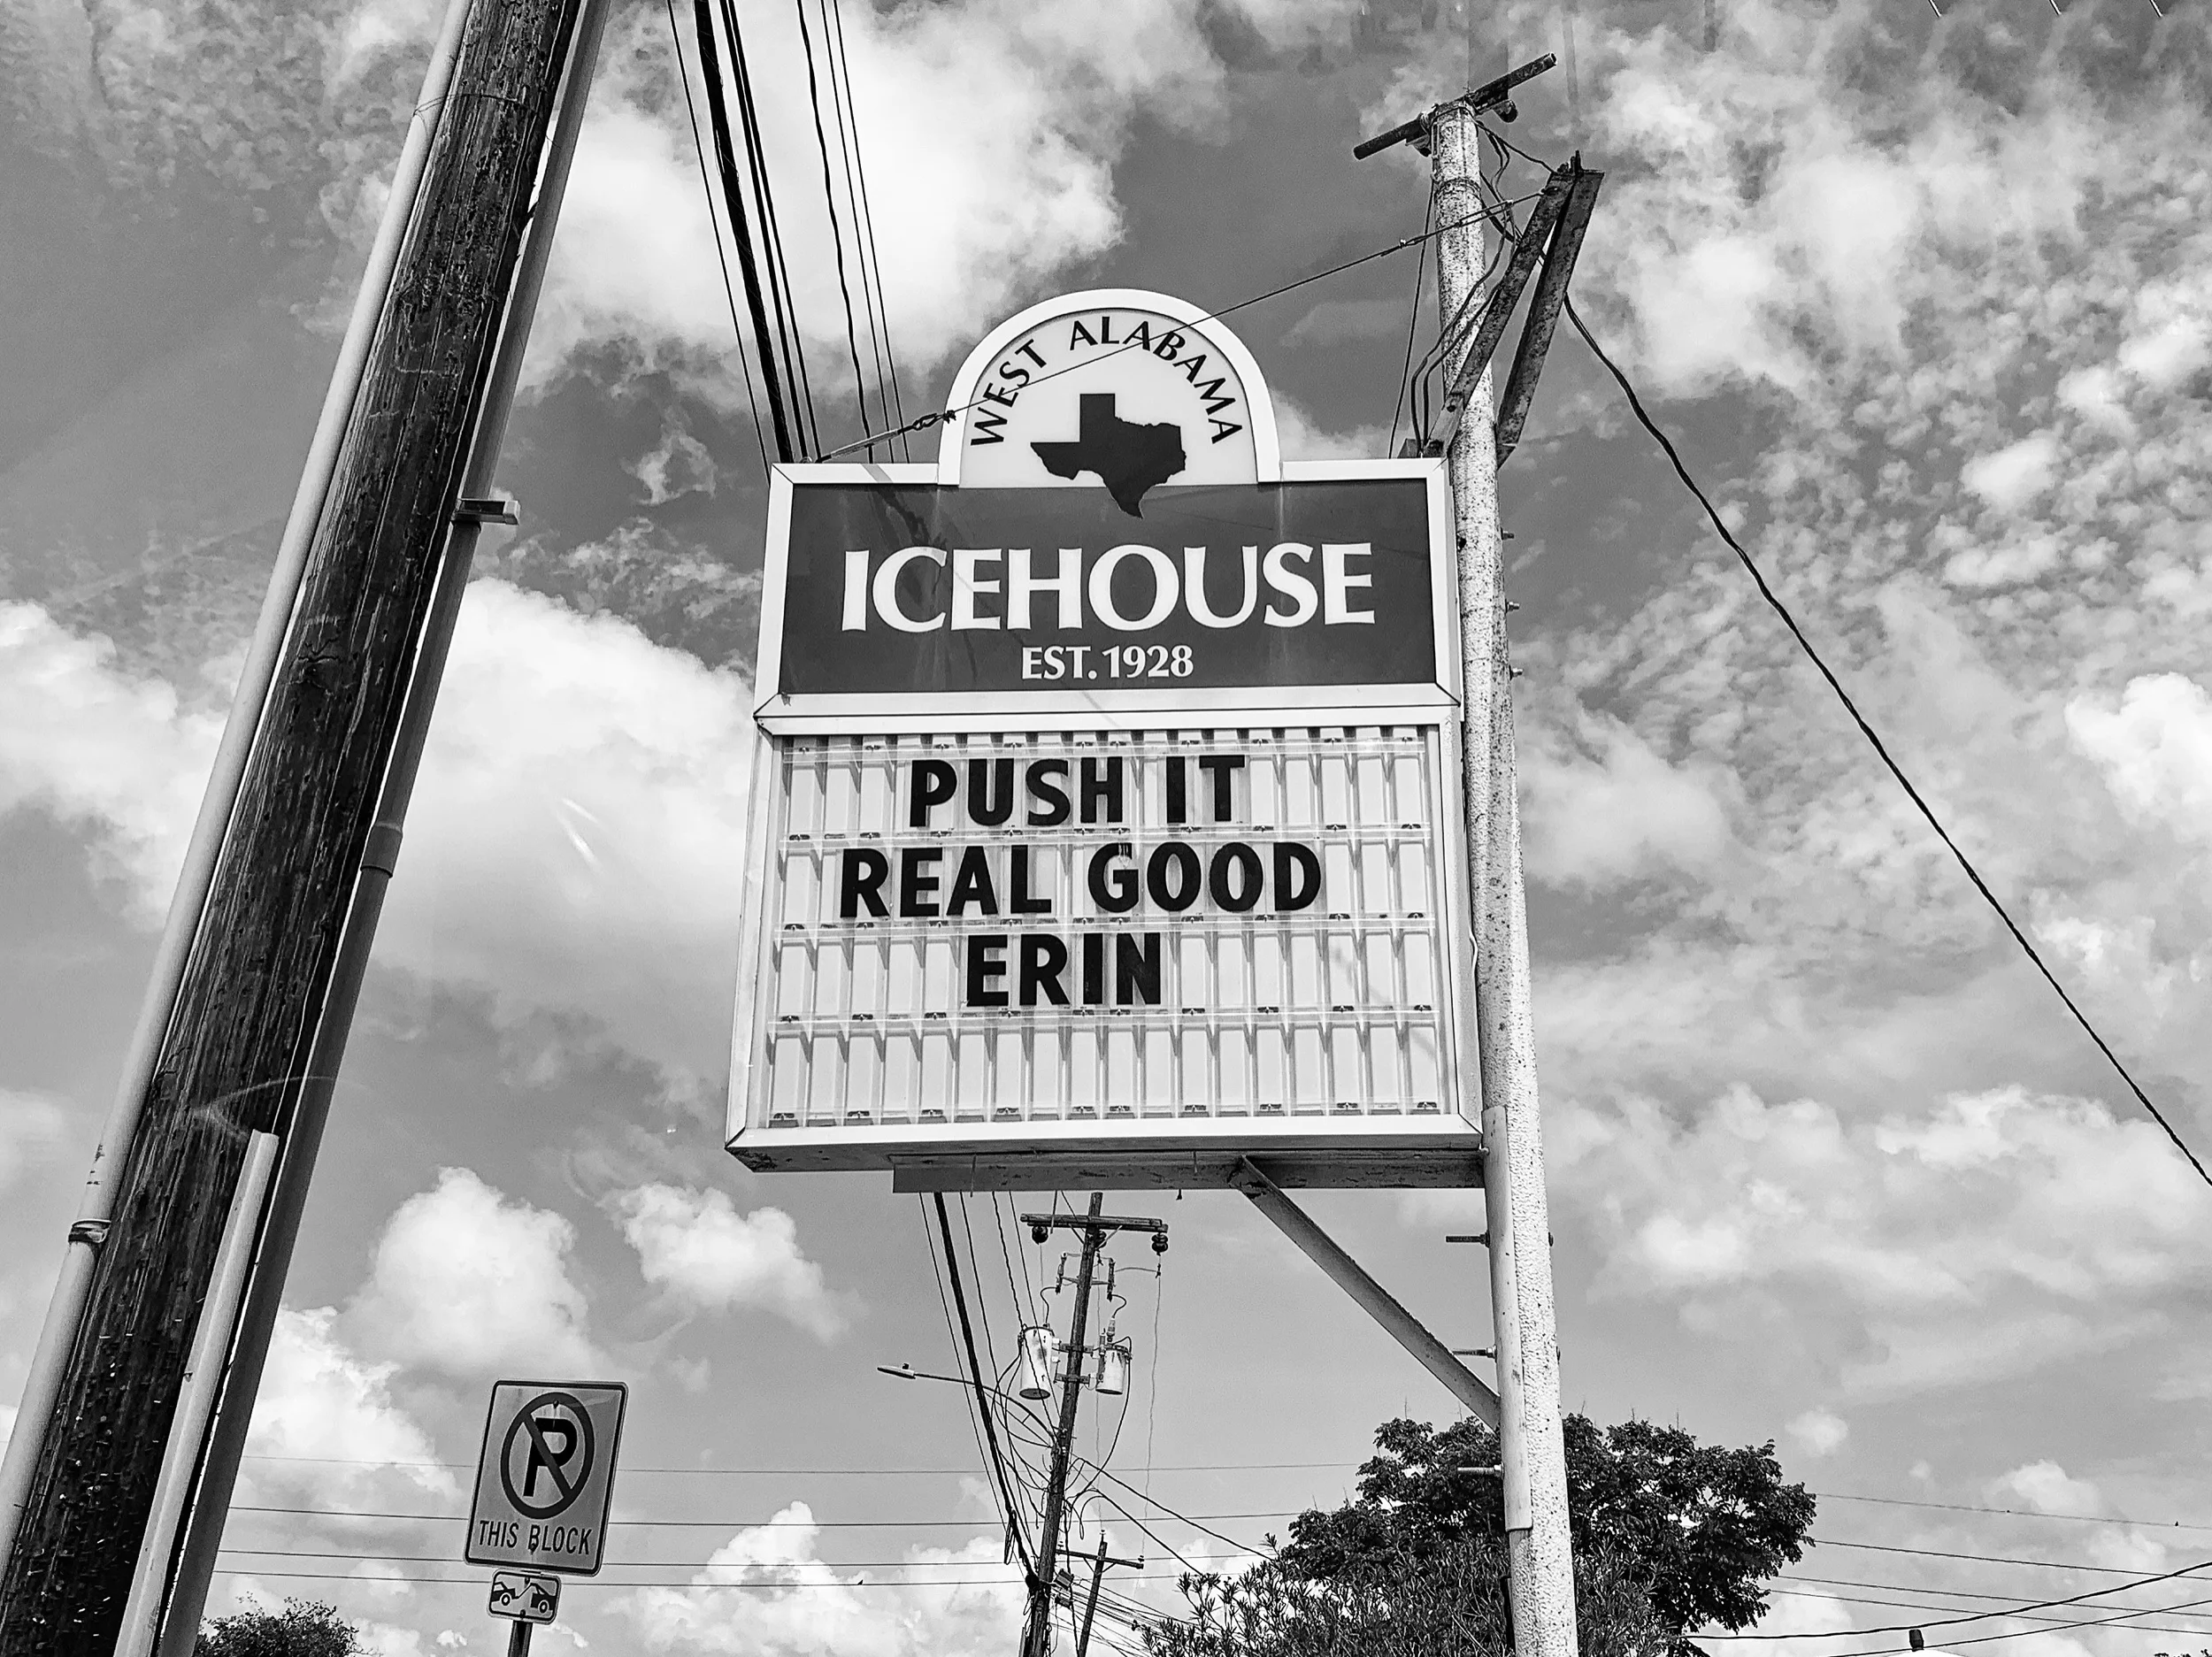 WEST ALABAMA
ICEHOUSE
EST. 1928
PUSH IT
REAL GOOD
ERIN
P
THIS BLOCK